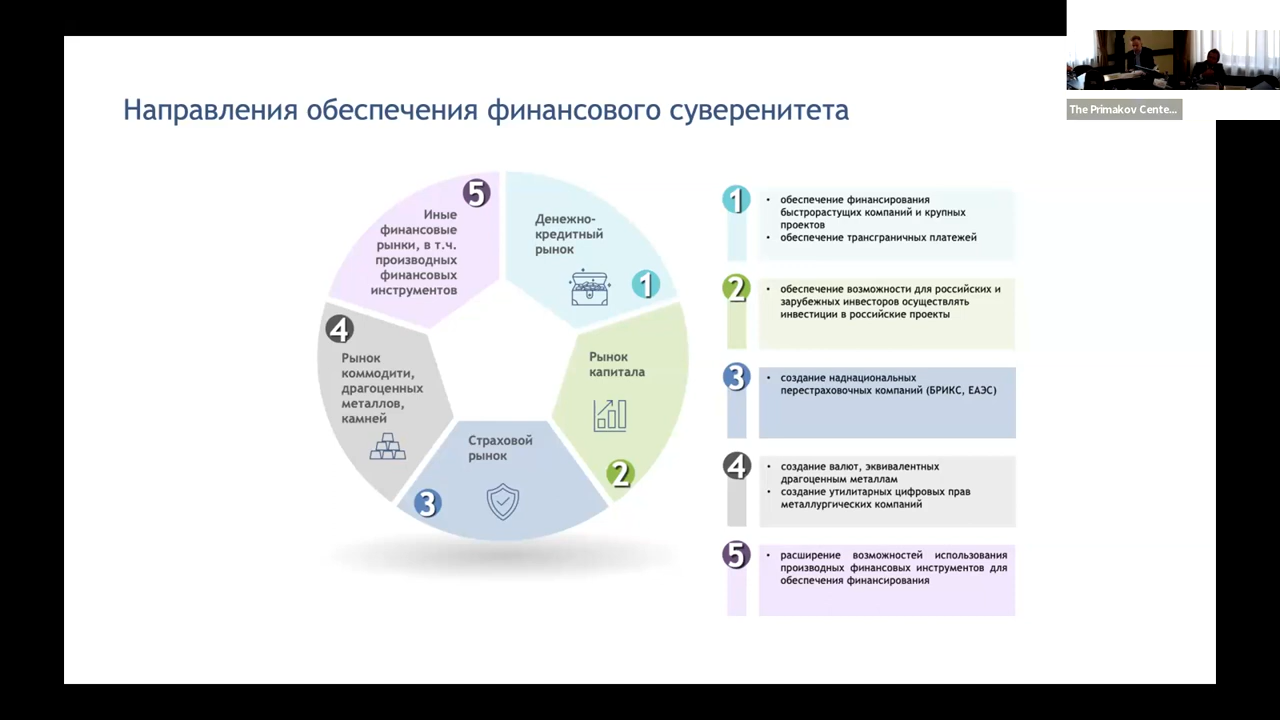 The Primakov Cente...
Направления обеспечения финансового суверенитета
5
Иные
финансовые
рынки, в т.ч.
производных
финансовых
инструментов
Денежно-
кредитный
рынок
1
4
Рынок
коммодити,
драгоценных
металлов,
камней
Рынок
капитала
2
Страховой
рынок
3
1
• обеспечение финансирования
быстрорастущих компаний и крупных
проектов
• обеспечение трансграничных платежей
2
• обеспечение возможности для российских и
зарубежных инвесторов осуществлять
инвестиции в российские проекты
3
• создание наднациональных
перестраховочных компаний (БРИКС, ЕАЭС)
4
• создание валют, эквивалентных
драгоценным металлам
• создание утилитарных цифровых прав
металлургических компаний
5
• расширение возможностей использования
производных финансовых инструментов для
обеспечения финансирования